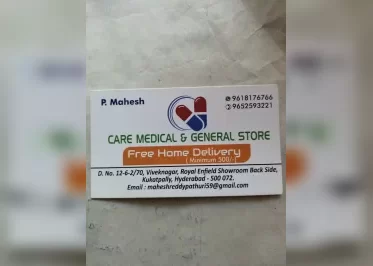 P. Mahesh
9618176766
9652593221
CARE MEDICAL & GENERAL STORE
Free Home Delivery
( Minimum 500/-)
D. No. 12-6-2/70, Viveknagar, Royal Enfield Showroom Back Side,
Kukatpally, Hyderabad - 500 072.
Email : maheshreddypathuri59@gmail.com